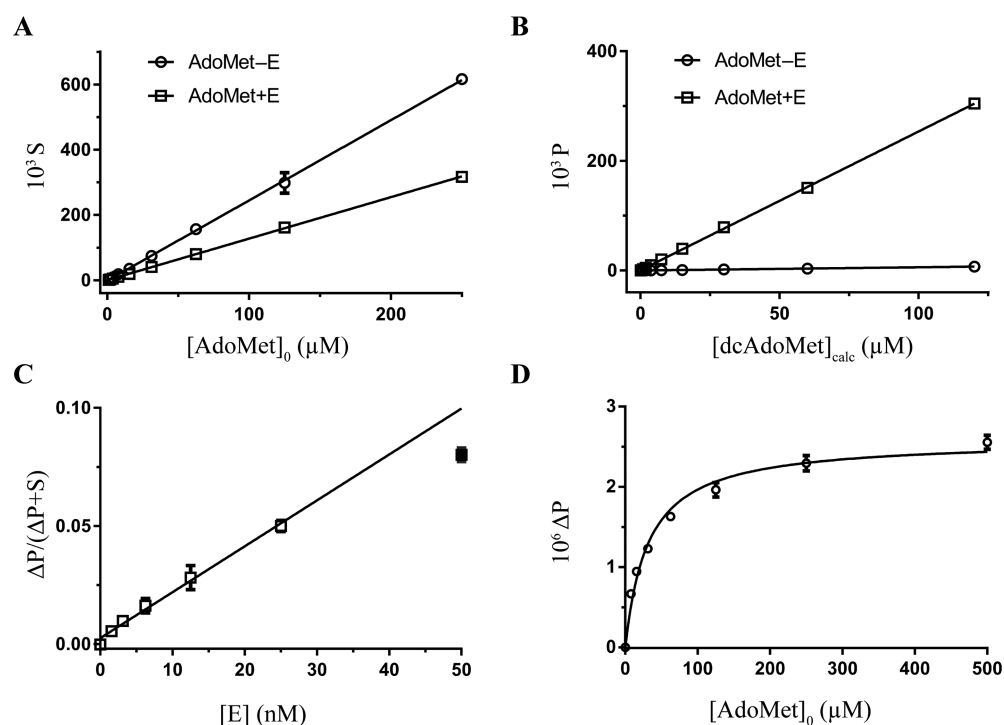 A
AdoMet–E
AdoMet+E
10³ S
600
400
200
0
0
100
200
[AdoMet]₀ (µM)
B
AdoMet–E
AdoMet+E
10³ P
400
200
0
0
50
100
[dcAdoMet]calc (µM)
C
ΔP/(ΔP+S)
0.10
0.05
0.00
0
10
20
30
40
50
[E] (nM)
D
10⁶ ΔP
3
2
1
0
0
100
200
300
400
500
[AdoMet]₀ (µM)